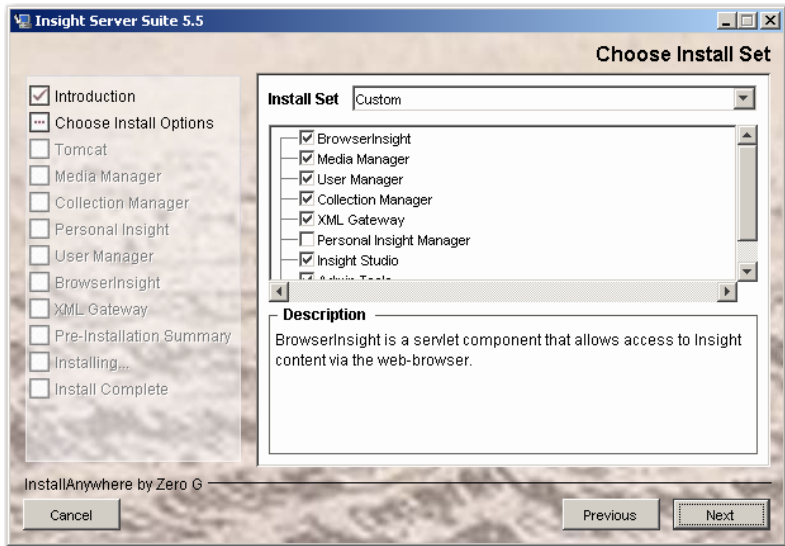 Insight Server Suite 5.5
Choose Install Set
Introduction
Choose Install Options
Tomcat
Media Manager
Collection Manager
Personal Insight
User Manager
BrowserInsight
XML Gateway
Pre-Installation Summary
Installing...
Install Complete
Install Set Custom
BrowserInsight
Media Manager
User Manager
Collection Manager
XML Gateway
Personal Insight Manager
Insight Studio
Admin Tools
Description
BrowserInsight is a servlet component that allows access to Insight
content via the web-browser.
InstallAnywhere by Zero G
Cancel
Previous
Next